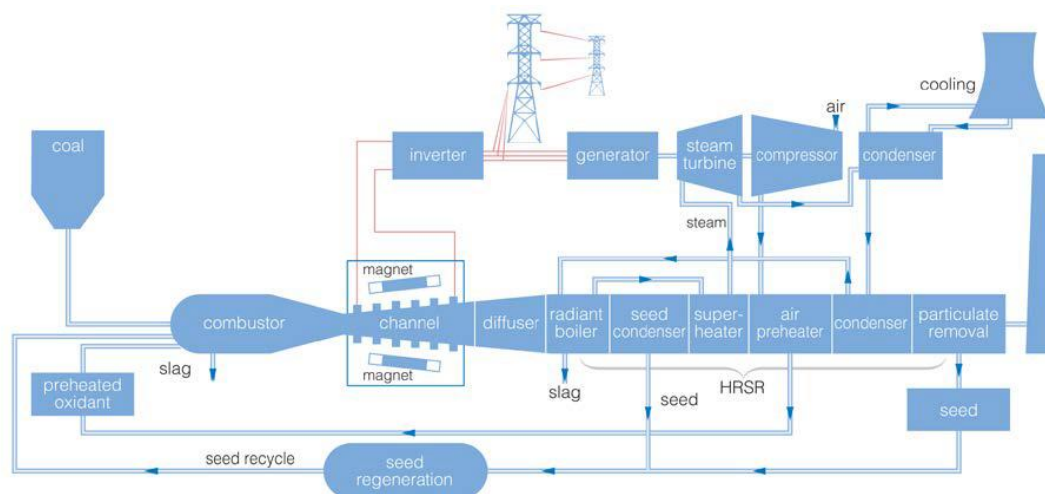 cooling
air
coal
inverter
generator
steam
turbine
compressor
condenser
steam
magnet
combustor
channel
diffuser
radiant
boiler
seed
condenser
super-
heater
air
preheater
condenser
particulate
removal
magnet
slag
preheated
oxidant
slag
HRSR
seed
seed
seed recycle
seed
regeneration